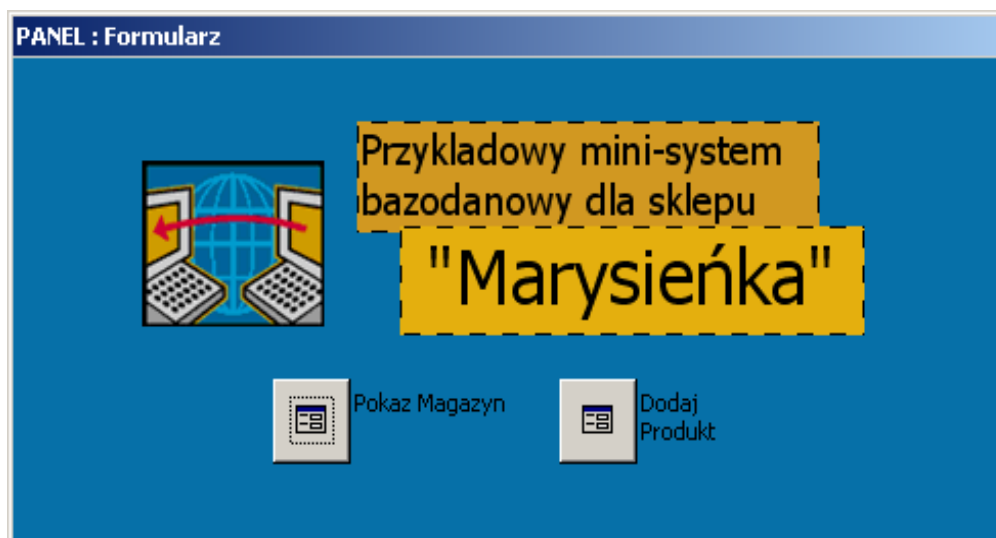 PANEL : Formularz
Przykladowy mini-system
bazodanowy dla sklepu
"Marysieńka"
Pokaz Magazyn
Dodaj
Produkt